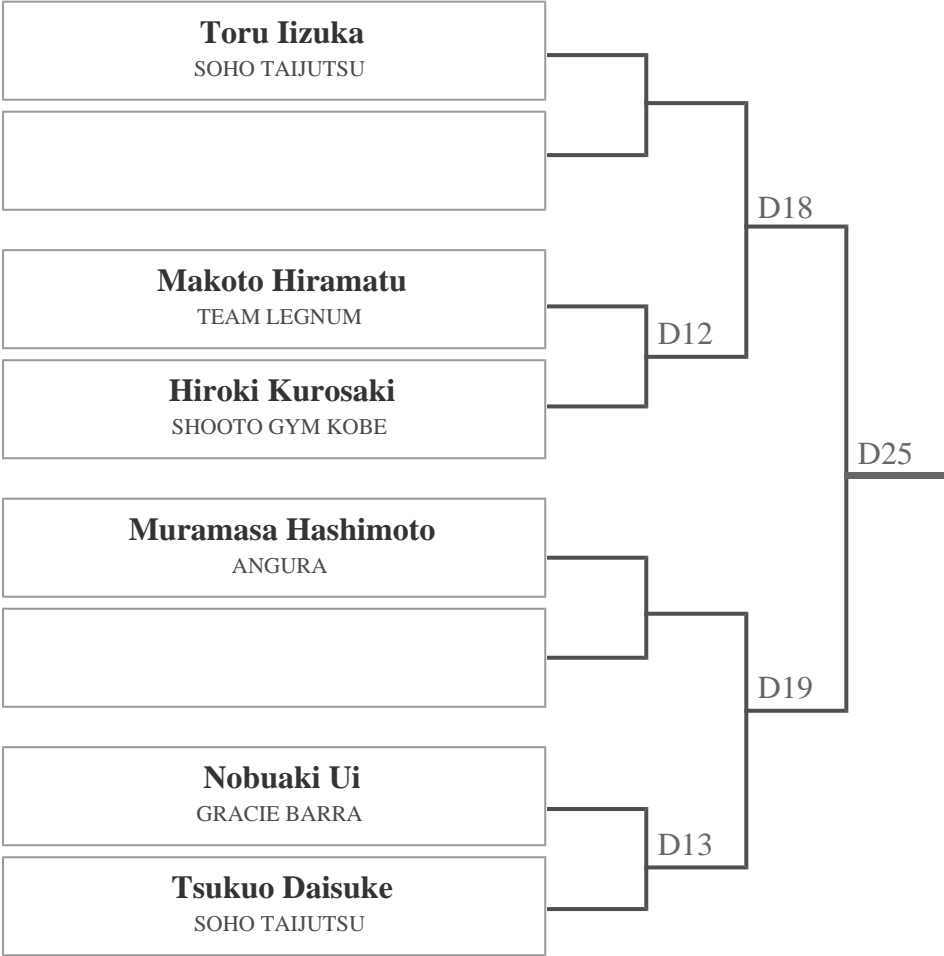 Toru Iizuka
SOHO TAIJUTSU
D18
Makoto Hiramatu
TEAM LEGNUM
D12
Hiroki Kurosaki
SHOOTO GYM KOBE
D25
Muramasa Hashimoto
ANGURA
D19
Nobuaki Ui
GRACIE BARRA
D13
Tsukuo Daisuke
SOHO TAIJUTSU